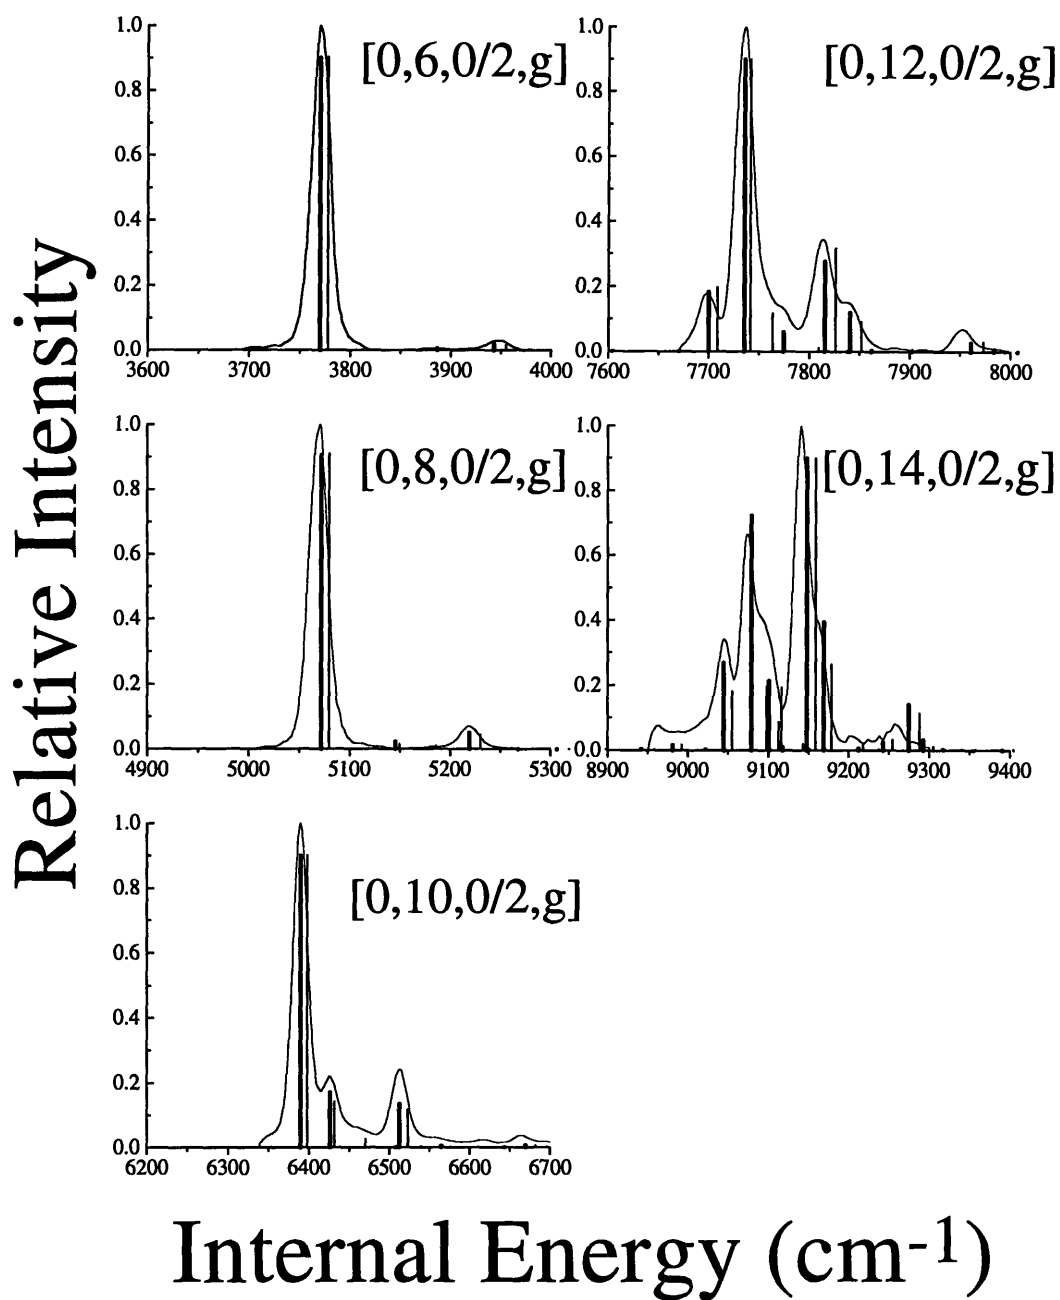 Relative Intensity
[0,6,0/2,g]
1.0
0.8
0.6
0.4
0.2
0.0
3600 3700 3800 3900 4000
[0,12,0/2,g]
1.0
0.8
0.6
0.4
0.2
0.0
7600 7700 7800 7900 8000
[0,8,0/2,g]
1.0
0.8
0.6
0.4
0.2
0.0
4900 5000 5100 5200 5300
[0,14,0/2,g]
1.0
0.8
0.6
0.4
0.2
0.0
8900 9000 9100 9200 9300 9400
[0,10,0/2,g]
1.0
0.8
0.6
0.4
0.2
0.0
6200 6300 6400 6500 6600 6700
Internal Energy (cm-1)